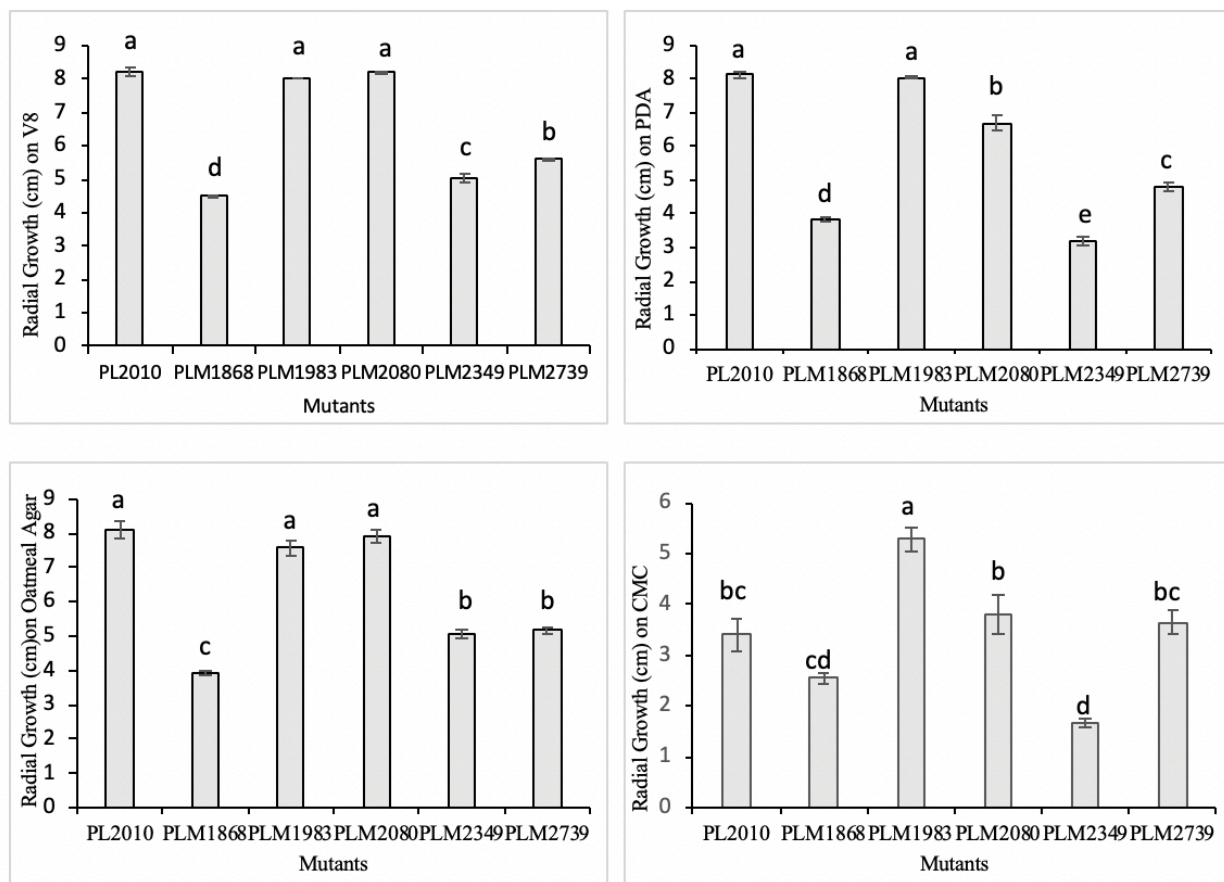 Radial Growth (cm) on V8
9
8
7
6
5
4
3
2
1
0
a
d
a
a
c
b
PL2010 PLM1868 PLM1983 PLM2080 PLM2349 PLM2739
Mutants
Radial Growth (cm) on PDA
9
8
7
6
5
4
3
2
1
0
a
d
a
b
e
c
PL2010 PLM1868 PLM1983 PLM2080 PLM2349 PLM2739
Mutants
Radial Growth (cm)on Oatmeal Agar
9
8
7
6
5
4
3
2
1
0
a
c
a
a
b
b
PL2010 PLM1868 PLM1983 PLM2080 PLM2349 PLM2739
Mutants
Radial Growth (cm) on CMC
6
5
4
3
2
1
0
bc
cd
a
b
d
bc
PL2010 PLM1868 PLM1983 PLM2080 PLM2349 PLM2739
Mutants